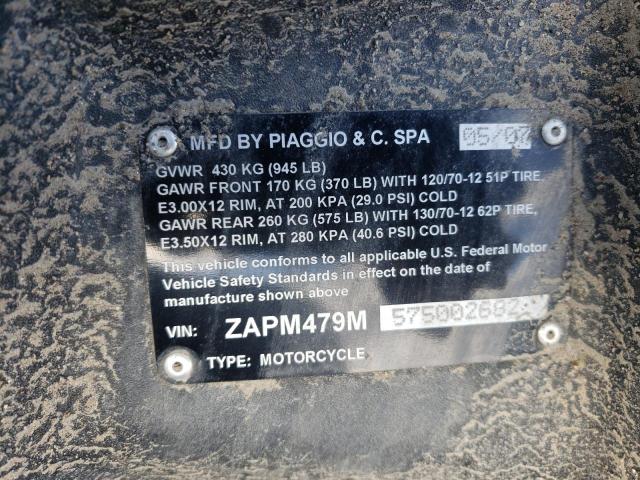 MFD BY PIAGGIO & C. SPA 05/07
GVWR 430 KG (945 LB)
GAWR FRONT 170 KG (370 LB) WITH 120/70-12 51P TIRE,
E3.00X12 RIM, AT 200 KPA (29.0 PSI) COLD
GAWR REAR 260 KG (575 LB) WITH 130/70-12 62P TIRE,
E3.50X12 RIM, AT 280 KPA (40.6 PSI) COLD
This vehicle conforms to all applicable U.S. Federal Motor
Vehicle Safety Standards in effect on the date of
manufacture shown above
VIN: ZAPM479M 575002602
TYPE: MOTORCYCLE